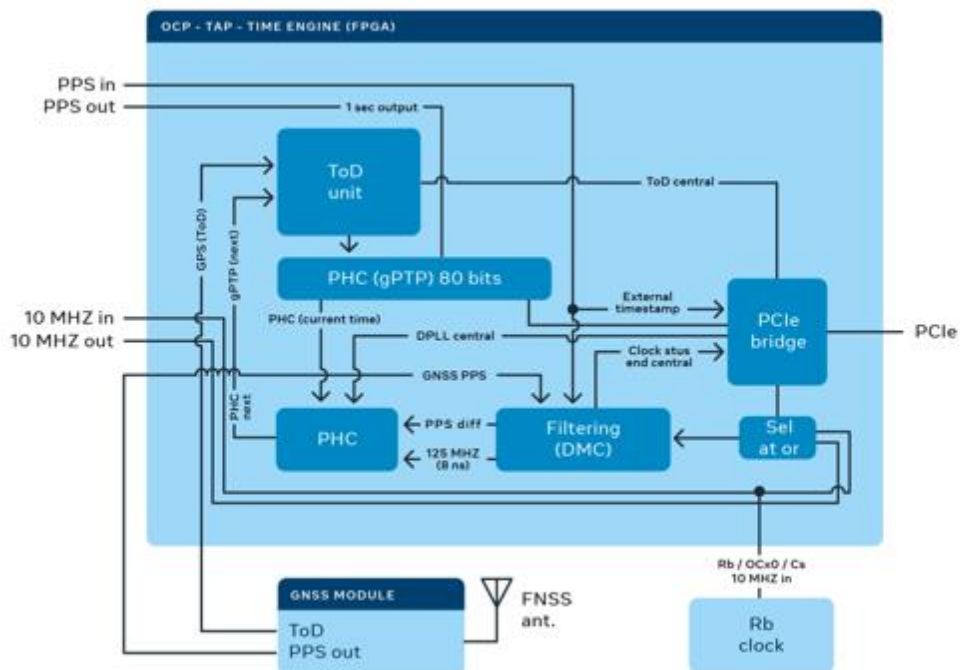 OCP - TAP - TIME ENGINE (FPGA)
PPS in
PPS out
1 sec output
ToD
unit
ToD central
GPS (ToD)
gPTP (next)
PHC (gPTP) 80 bits
10 MHZ in
10 MHZ out
PHC (current time)
External
timestamp
DPLL central
PCIe
bridge
PCIe
Clock stus
end central
GNSS PPS
PHC
next
PHC
PPS diff
125 MHZ
(8 ns)
Filtering
(DMC)
Sel
at or
Rb / OCx0 / Cs
10 MHZ in
GNSS MODULE
ToD
PPS out
FNSS
ant.
Rb
clock